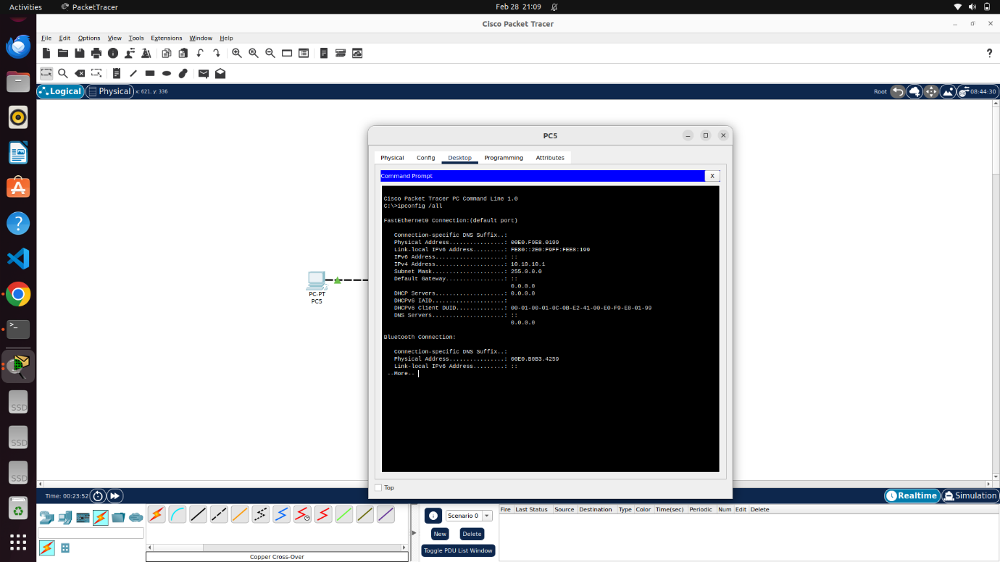 Activities
PacketTracer
Feb 28 21:09
Cisco Packet Tracer
File Edit Options View Tools Extensions Window Help
Logical
Physical
x: 621, y: 336
Root
08:44:30
PC5
Physical Config Desktop Programming Attributes
Command Prompt
X
Cisco Packet Tracer PC Command Line 1.0
C:\>ipconfig /all
FastEthernet0 Connection:(default port)
Connection-specific DNS Suffix..:
Physical Address................: 00E0.F9E8.0199
Link-local IPv6 Address.........: FE80::2E0:F9FF:FEE8:199
IPv6 Address....................: ::
IPv4 Address....................: 10.10.10.1
Subnet Mask.....................: 255.0.0.0
Default Gateway.................: ::
0.0.0.0
DHCP Servers....................: 0.0.0.0
DHCPv6 IAID.....................:
DHCPv6 Client DUID..............: 00-01-00-01-0C-0B-E2-41-00-E0-F9-E8-01-99
DNS Servers.....................: ::
0.0.0.0
Bluetooth Connection:
Connection-specific DNS Suffix..:
Physical Address................: 00E0.B0B3.4259
Link-local IPv6 Address.........: ::
--More--
PC-PT
PC5
Top
Time: 00:23:52
Realtime
Simulation
Scenario 0
New
Delete
Toggle PDU List Window
Fire Last Status Source Destination Type Color Time(sec) Periodic Num Edit Delete
Copper Cross-Over
SSD
SSD
SSD